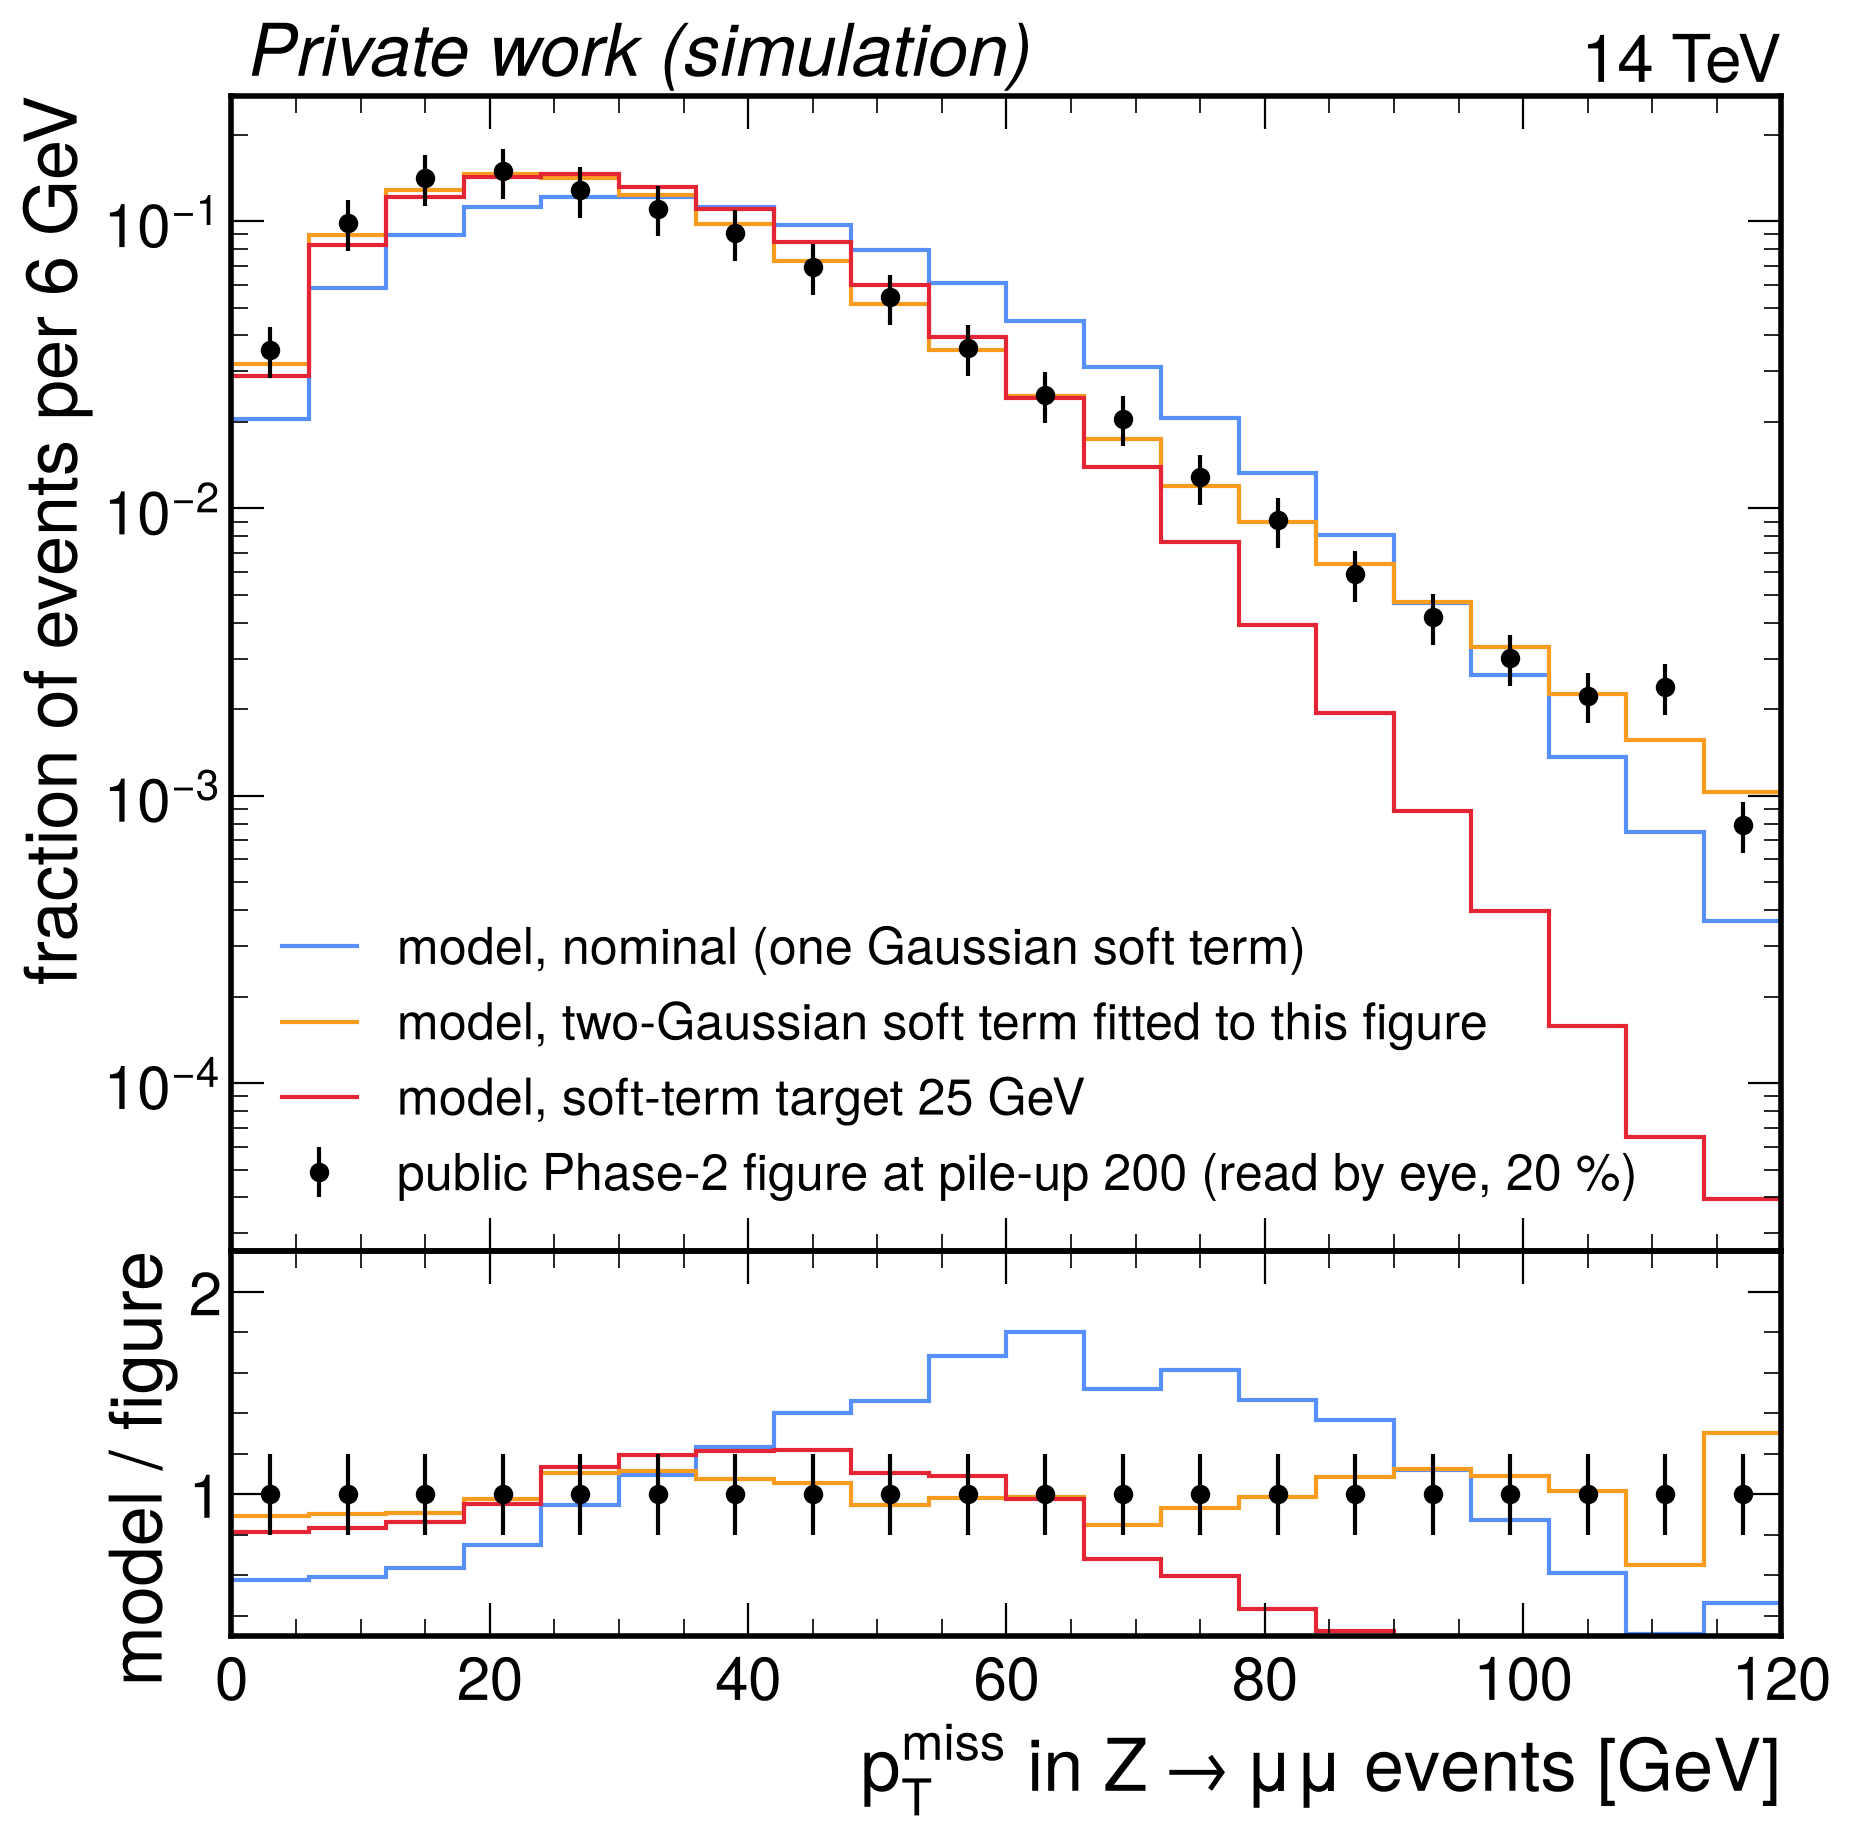 Private work (simulation) 14 TeV
fraction of events per 6 GeV
10⁻¹
10⁻²
10⁻³
10⁻⁴
model, nominal (one Gaussian soft term)
model, two-Gaussian soft term fitted to this figure
model, soft-term target 25 GeV
public Phase-2 figure at pile-up 200 (read by eye, 20 %)
model / figure
2
1
0 20 40 60 80 100 120
p_T^miss in Z → µµ events [GeV]